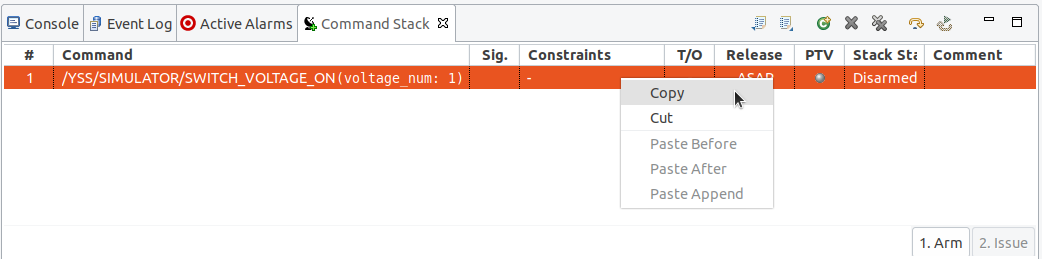 Console Event Log Active Alarms Command Stack
# Command Sig. Constraints T/O Release PTV Stack Sta Comment
1 /YSS/SIMULATOR/SWITCH_VOLTAGE_ON(voltage_num: 1) - ASAP Disarmed
Copy
Cut
Paste Before
Paste After
Paste Append
1. Arm 2. Issue